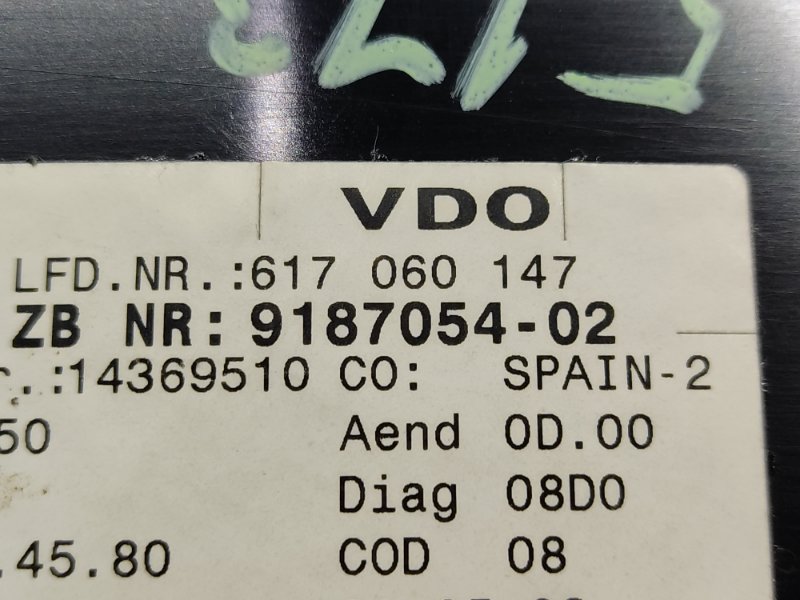 VDO
LFD.NR.:617 060 147
ZB NR: 9187054-02
.:14369510 CO: SPAIN-2
50 Aend 0D.00
Diag 08D0
.45.80 COD 08